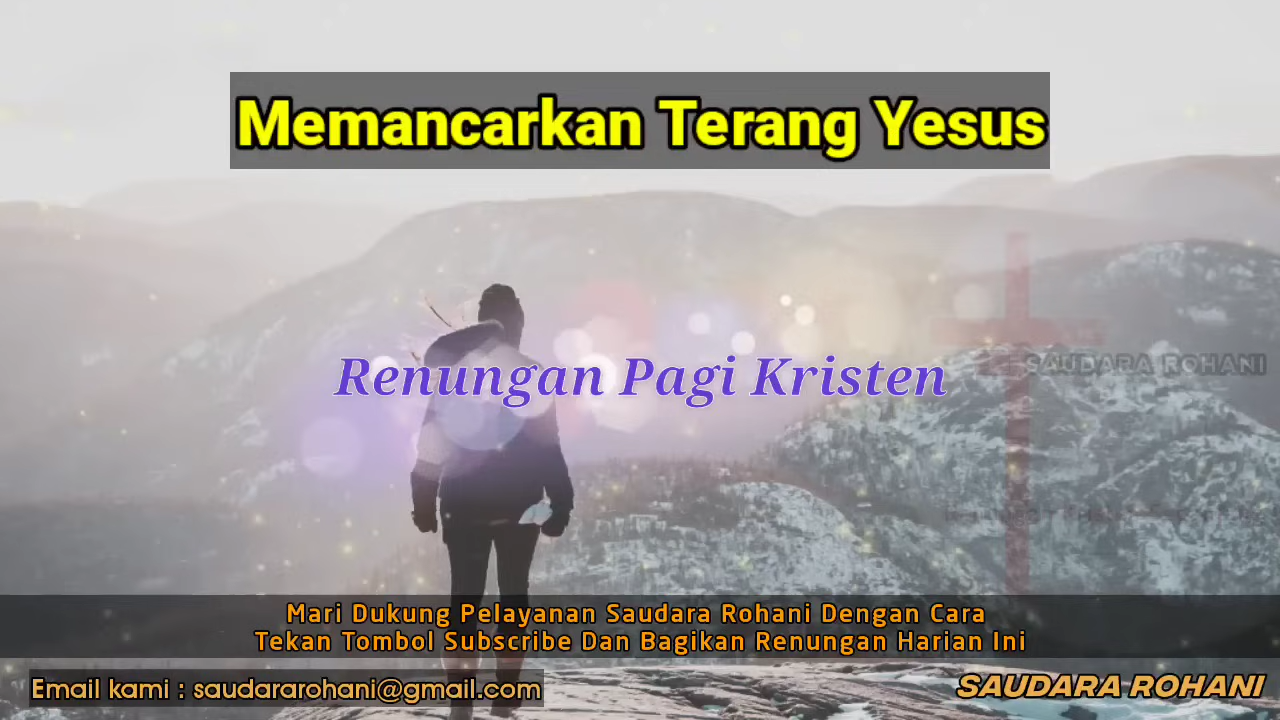 Memancarkan Terang Yesus
SAUDARA ROHANI
Renungan Pagi Kristen
Mari Dukung Pelayanan Saudara Rohani Dengan Cara
Tekan Tombol Subscribe Dan Bagikan Renungan Harian Ini
Email kami : saudararohani@gmail.com
SAUDARA ROHANI